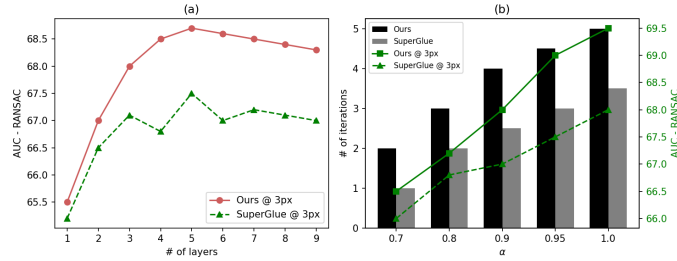 (a)
AUC - RANSAC
68.5
68.0
67.5
67.0
66.5
66.0
65.5
Ours @ 3px
SuperGlue @ 3px
1 2 3 4 5 6 7 8 9
# of layers
(b)
# of iterations
5
4
3
2
1
0
Ours
SuperGlue
Ours @ 3px
SuperGlue @ 3px
0.7 0.8 0.9 0.95 1.0
α
69.5
69.0
68.5
68.0
67.5
67.0
66.5
66.0
AUC - RANSAC